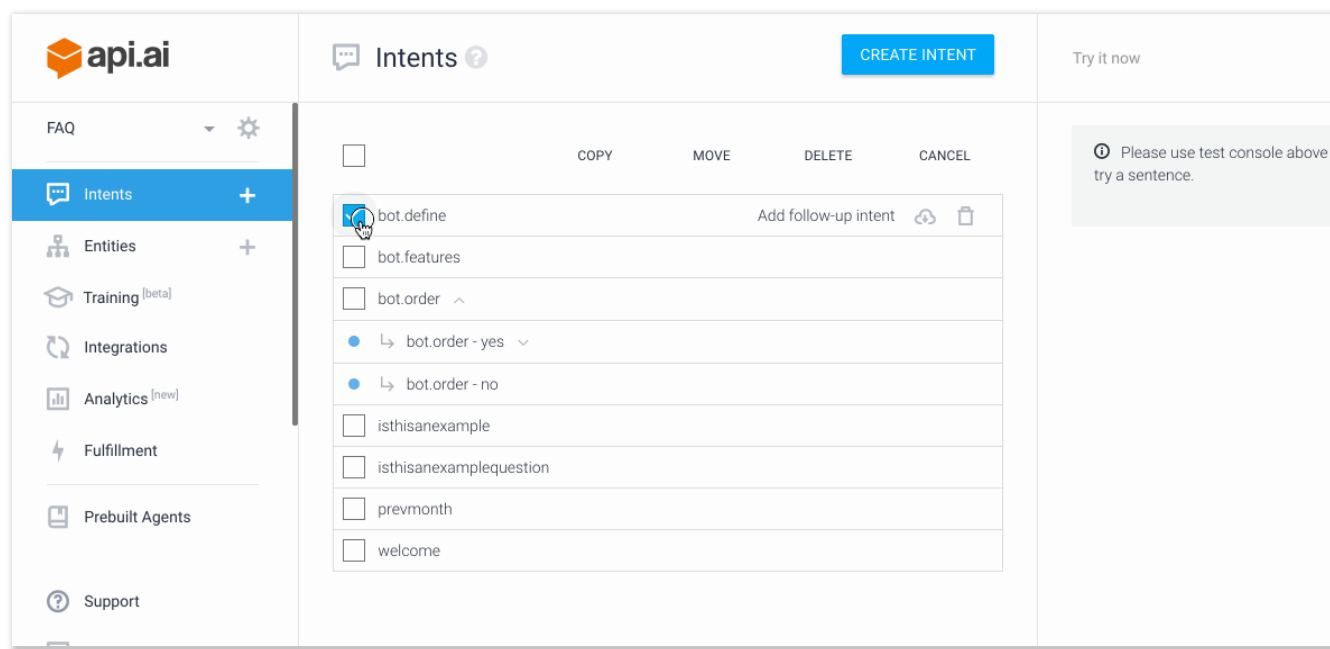 api.ai
Intents
CREATE INTENT
Try it now
FAQ
COPY MOVE DELETE CANCEL
Please use test console above
try a sentence.
Intents
Entities
Training [beta]
Integrations
Analytics [new]
Fulfillment
Prebuilt Agents
Support
bot.define Add follow-up intent
bot.features
bot.order
bot.order - yes
bot.order - no
isthisanexample
isthisanexamplequestion
prevmonth
welcome